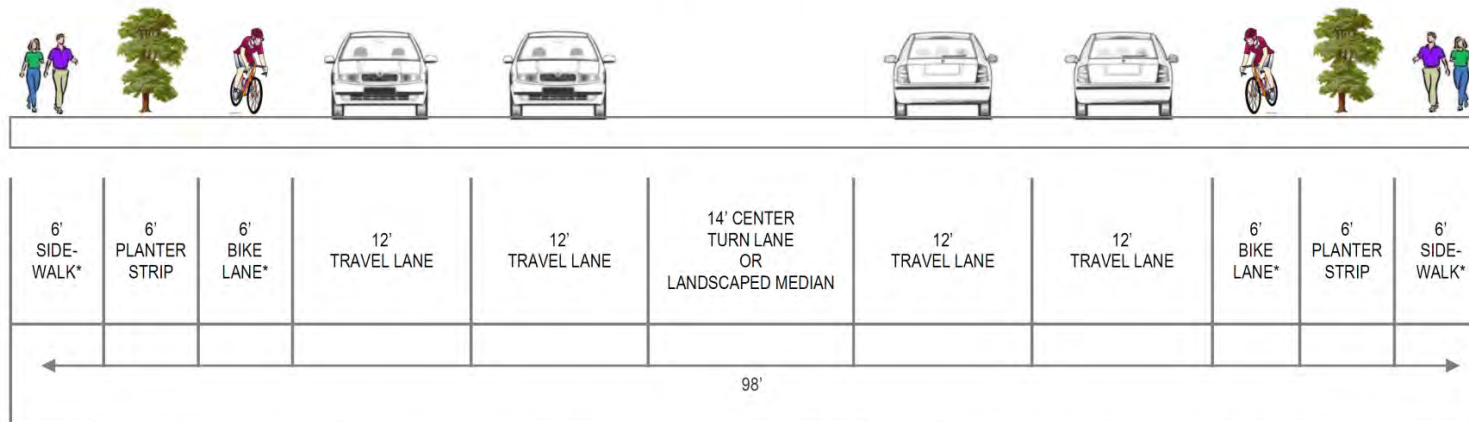 6'
SIDE-
WALK*
6'
PLANTER
STRIP
6'
BIKE
LANE*
12'
TRAVEL LANE
12'
TRAVEL LANE
14' CENTER
TURN LANE
OR
LANDSCAPED MEDIAN
12'
TRAVEL LANE
12'
TRAVEL LANE
6'
BIKE
LANE*
6'
PLANTER
STRIP
6'
SIDE-
WALK*
98'